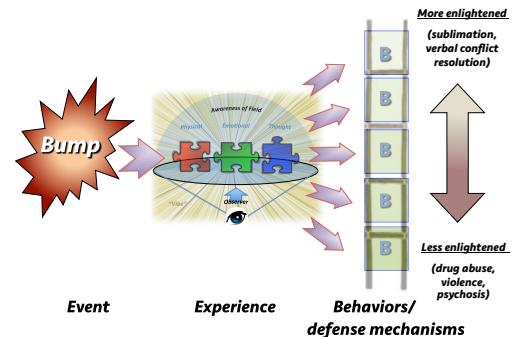 More enlightened
(sublimation,
verbal conflict
resolution)
B
B
B
B
B
Awareness of Field
Physical Emotional Thought
Bump
"Vibe"
Observer
Less enlightened
(drug abuse,
violence,
psychosis)
Event Experience Behaviors/
defense mechanisms